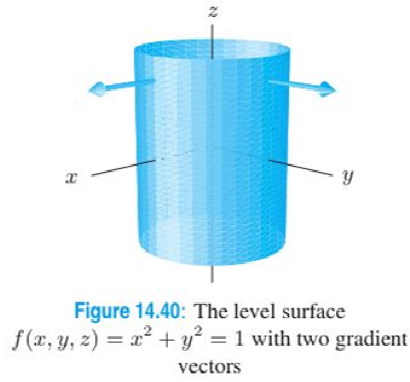 z
x
y
Figure 14.40: The level surface
f(x, y, z) = x² + y² = 1 with two gradient
vectors